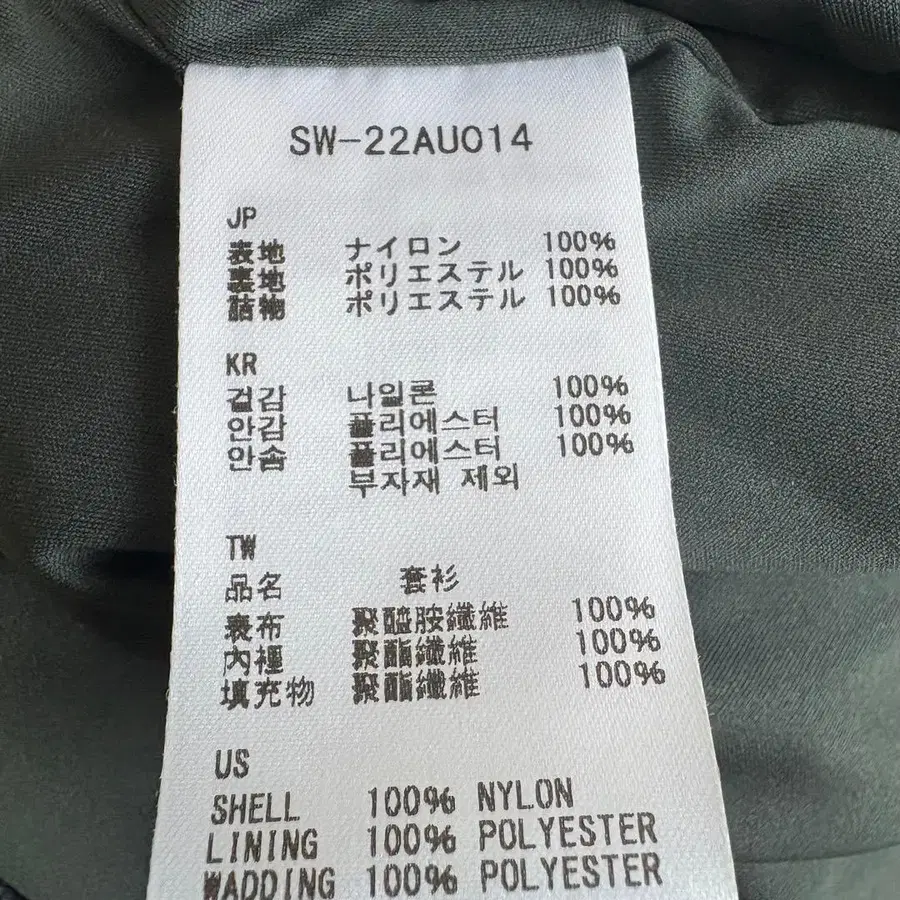 SW-22AU014
JP
表地 ナイロン 100%
裏地 ポリエステル 100%
詰物 ポリエステル 100%
KR
겉감 나일론 100%
안감 폴리에스터 100%
안솜 폴리에스터 100%
부자재 제외
TW
品名 套衫
表布 聚醯胺纖維 100%
內裡 聚酯纖維 100%
填充物 聚酯纖維 100%
US
SHELL 100% NYLON
LINING 100% POLYESTER
WADDING 100% POLYESTER